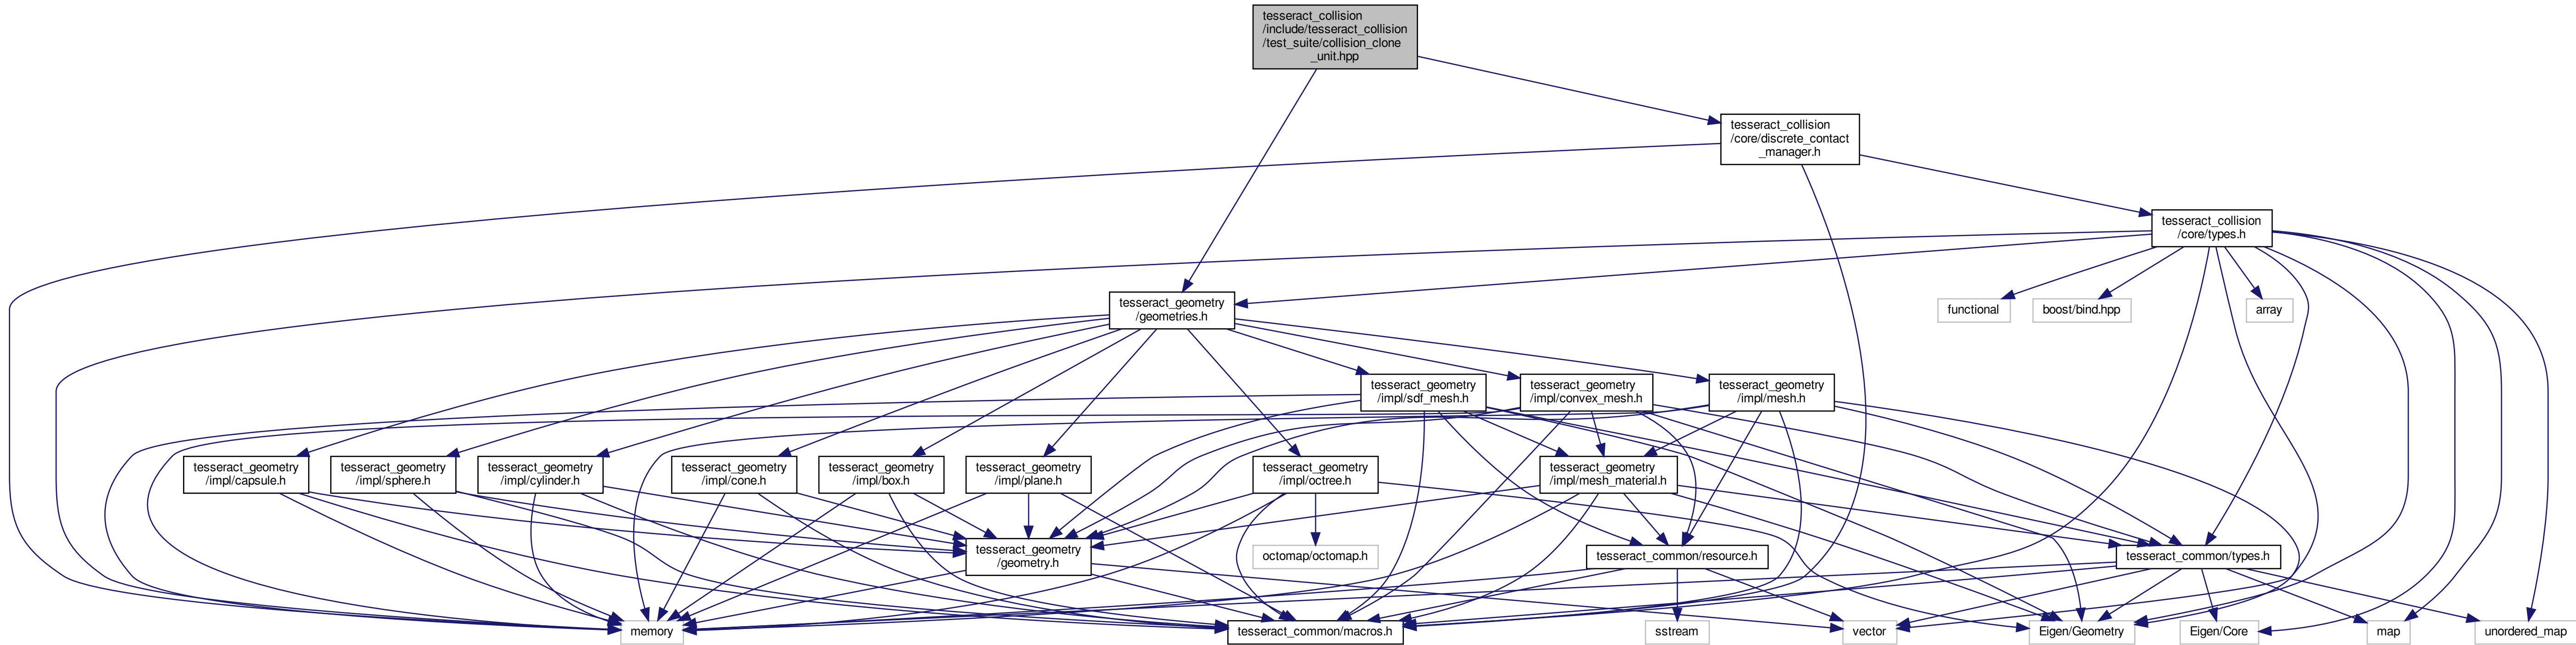 tesseract_collision
/include/tesseract_collision
/test_suite/collision_clone
_unit.hpp
tesseract_collision
/core/discrete_contact
_manager.h
tesseract_collision
/core/types.h
tesseract_geometry
/geometries.h
functional
boost/bind.hpp
array
tesseract_geometry
/impl/sdf_mesh.h
tesseract_geometry
/impl/convex_mesh.h
tesseract_geometry
/impl/mesh.h
tesseract_geometry
/impl/capsule.h
tesseract_geometry
/impl/sphere.h
tesseract_geometry
/impl/cylinder.h
tesseract_geometry
/impl/cone.h
tesseract_geometry
/impl/box.h
tesseract_geometry
/impl/plane.h
tesseract_geometry
/impl/octree.h
tesseract_geometry
/impl/mesh_material.h
tesseract_geometry
/geometry.h
octomap/octomap.h
tesseract_common/resource.h
tesseract_common/types.h
memory
tesseract_common/macros.h
sstream
vector
Eigen/Geometry
Eigen/Core
map
unordered_map